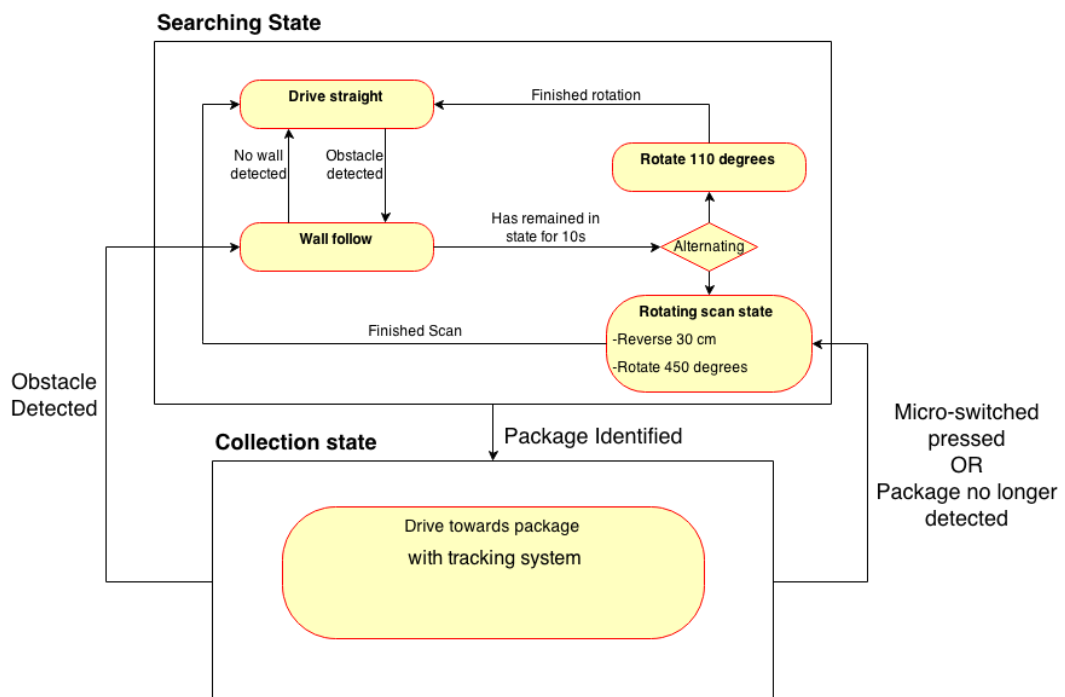 Searching State
Drive straight
Finished rotation
No wall
detected
Obstacle
detected
Rotate 110 degrees
Wall follow
Has remained in
state for 10s
Alternating
Rotating scan state
-Reverse 30 cm
-Rotate 450 degrees
Finished Scan
Obstacle
Detected
Micro-switched
pressed
OR
Package no longer
detected
Package Identified
Collection state
Drive towards package
with tracking system